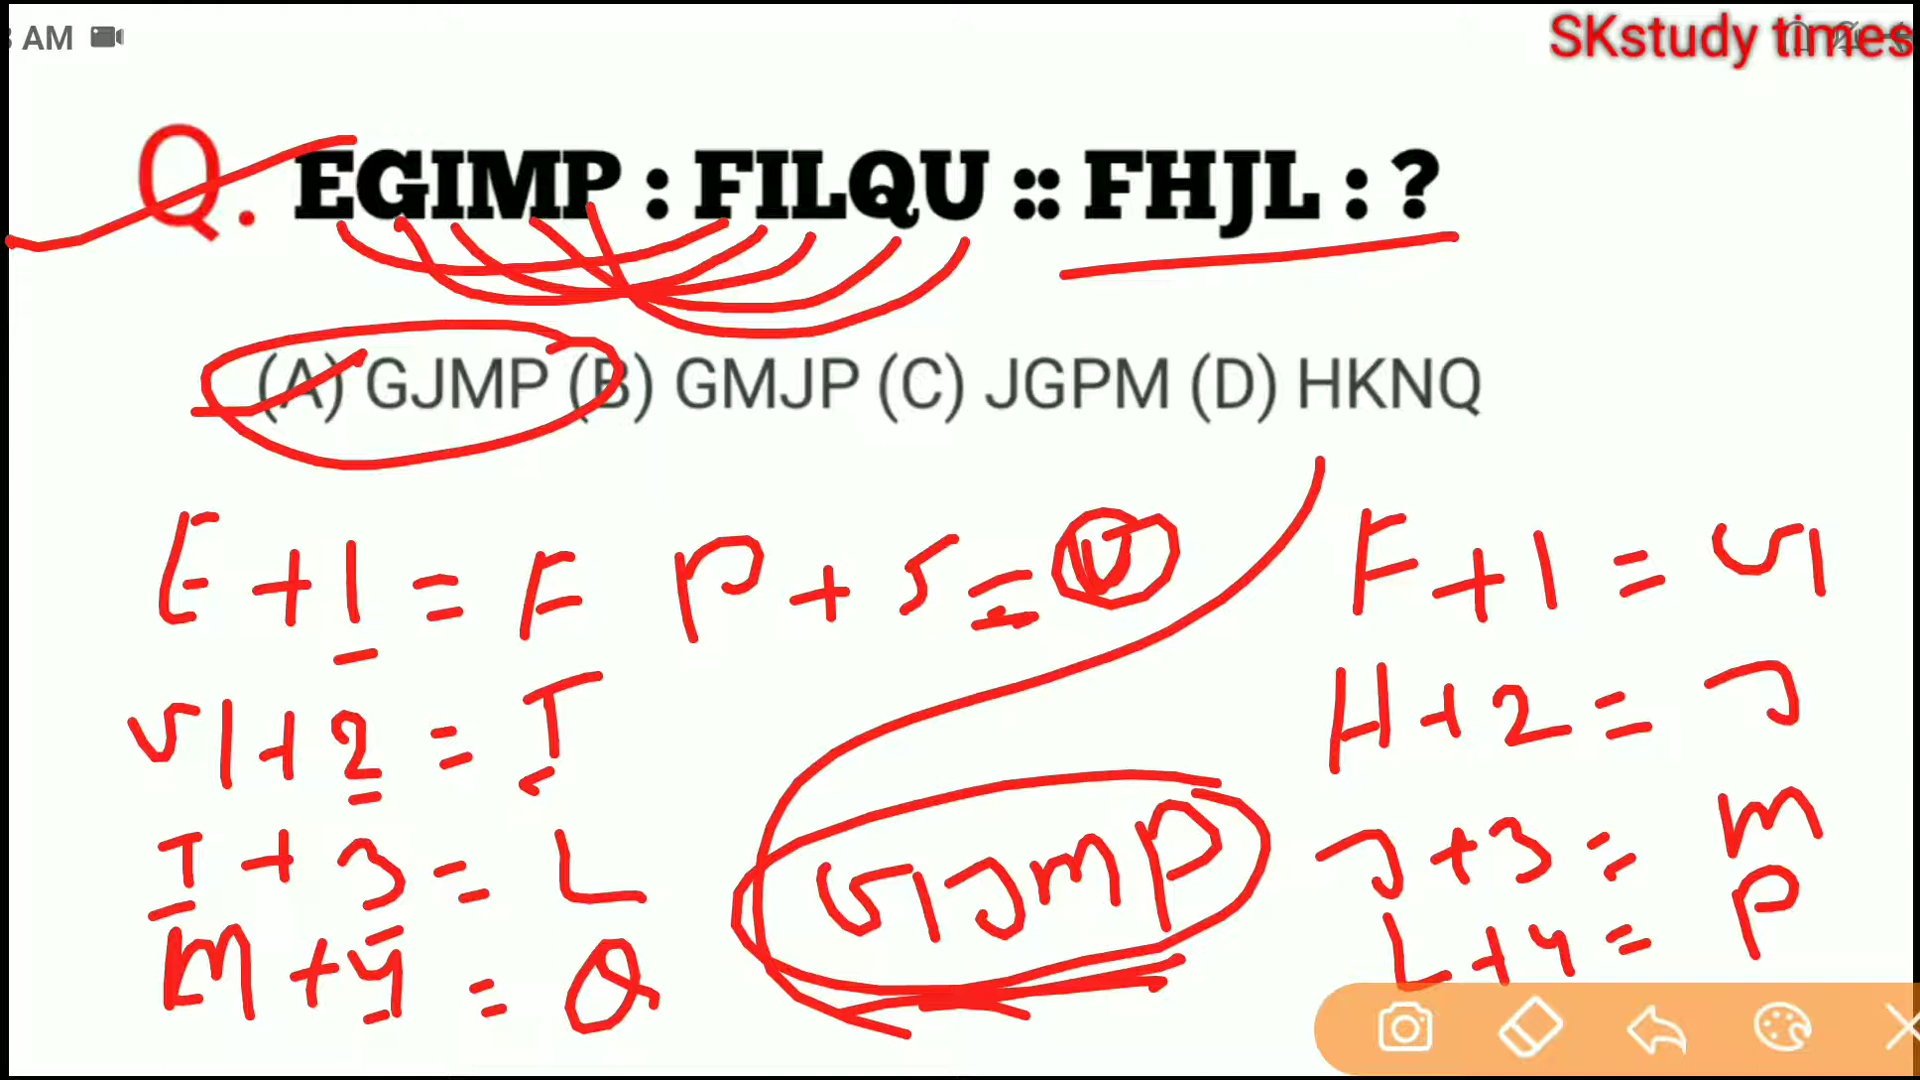 3 AM
SKstudy times
Q. EGIMP : FILQU :: FHJL : ?
(A) GJMP (B) GMJP (C) JGPM (D) HKNQ
E+1=F P+5=U F+1=G
G+2=I H+2=J
I+3=L GJMP J+3=M
M+4=Q L+4=P